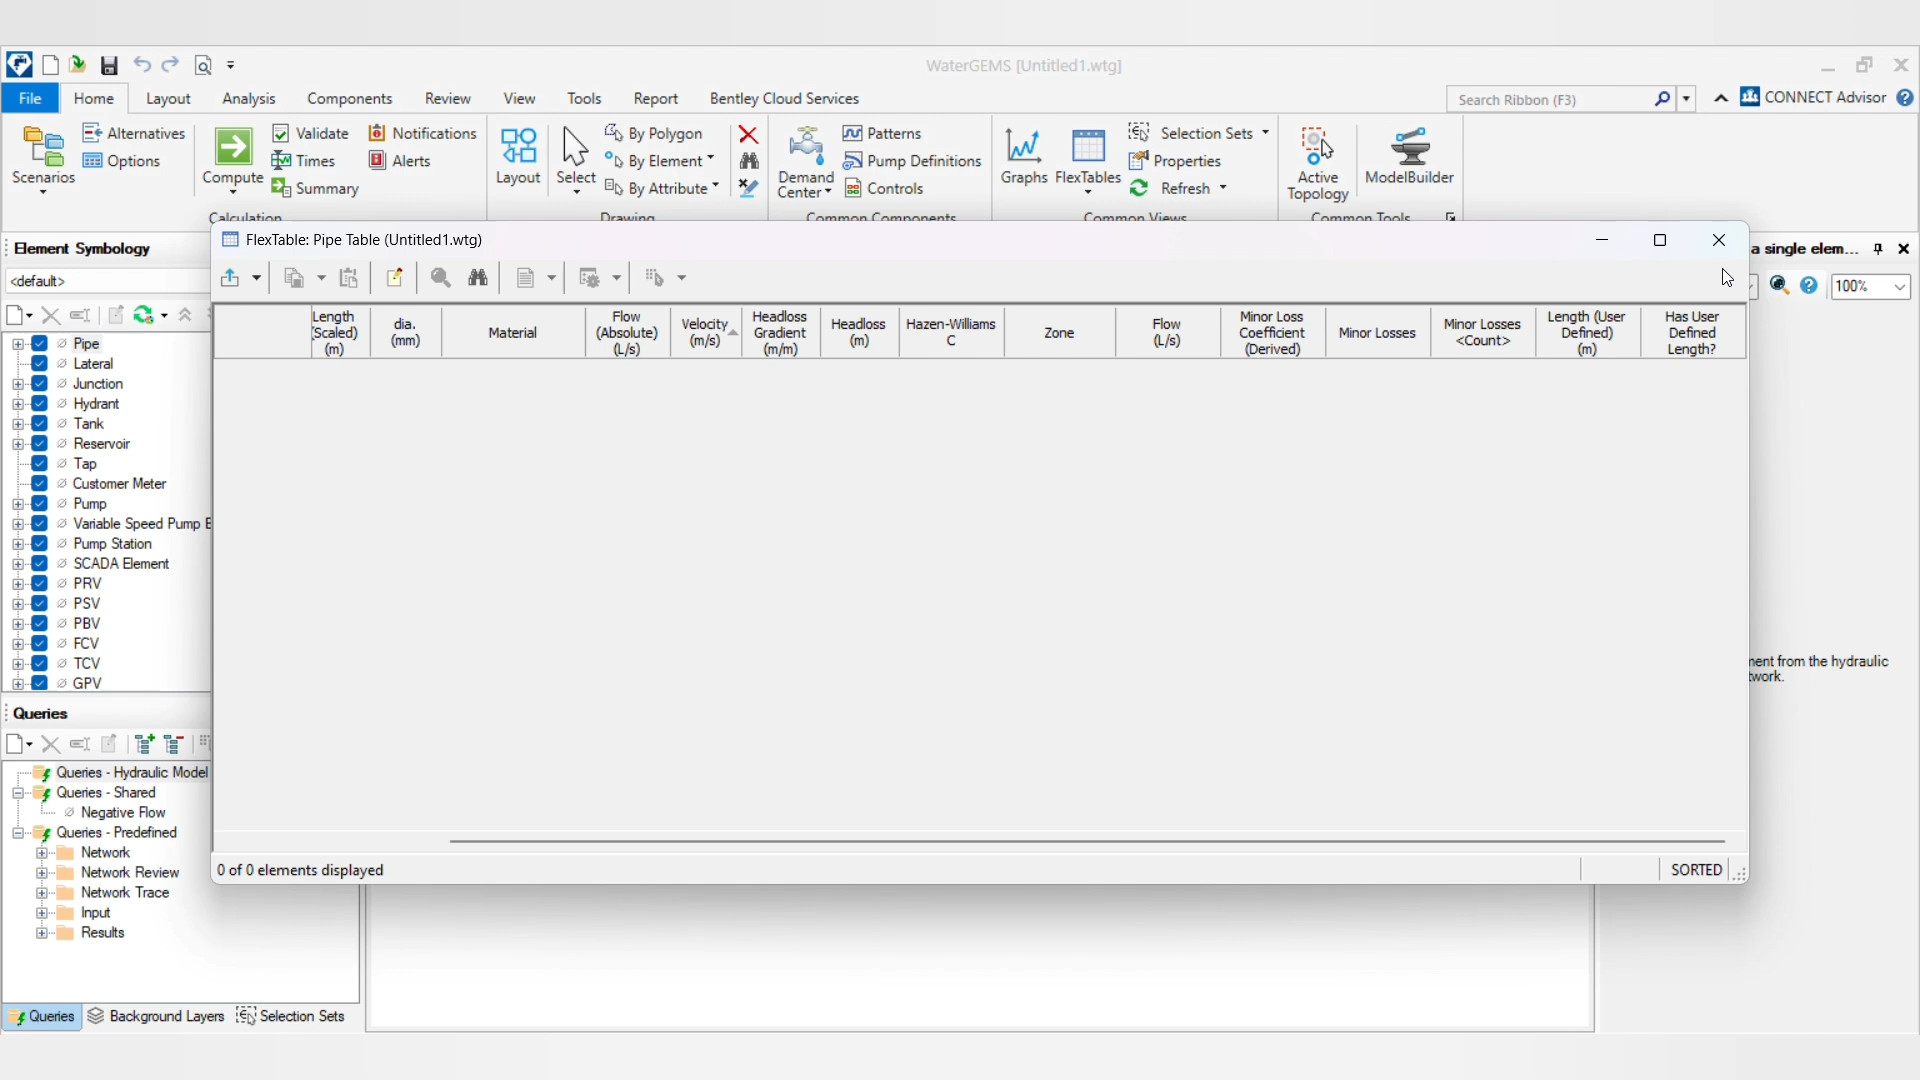 WaterGEMS [Untitled1.wtg]
File Home Layout Analysis Components Review View Tools Report Bentley Cloud Services
Search Ribbon (F3)
CONNECT Advisor
Scenarios
Alternatives
Options
Compute
Validate
Times
Summary
Notifications
Alerts
Calculation
Layout
Select
By Polygon
By Element
By Attribute
Drawing
Demand
Center
Patterns
Pump Definitions
Controls
Common Components
Graphs
FlexTables
Selection Sets
Properties
Refresh
Common Views
Active
Topology
ModelBuilder
Common Tools
Element Symbology
<default>
Pipe
Lateral
Junction
Hydrant
Tank
Reservoir
Tap
Customer Meter
Pump
Variable Speed Pump
Pump Station
SCADA Element
PRV
PSV
PBV
FCV
TCV
GPV
Queries
Queries - Hydraulic Model
Queries - Shared
Negative Flow
Queries - Predefined
Network
Network Review
Network Trace
Input
Results
Queries
Background Layers
Selection Sets
FlexTable: Pipe Table (Untitled1.wtg)
Length
(Scaled)
(m)
dia.
(mm)
Material
Flow
(Absolute)
(L/s)
Velocity
(m/s)
Headloss
Gradient
(m/m)
Headloss
(m)
Hazen-Williams
C
Zone
Flow
(L/s)
Minor Loss
Coefficient
(Derived)
Minor Losses
Minor Losses
<Count>
Length (User
Defined)
(m)
Has User
Defined
Length?
0 of 0 elements displayed
SORTED
a single elem...
100%
from the hydraulic